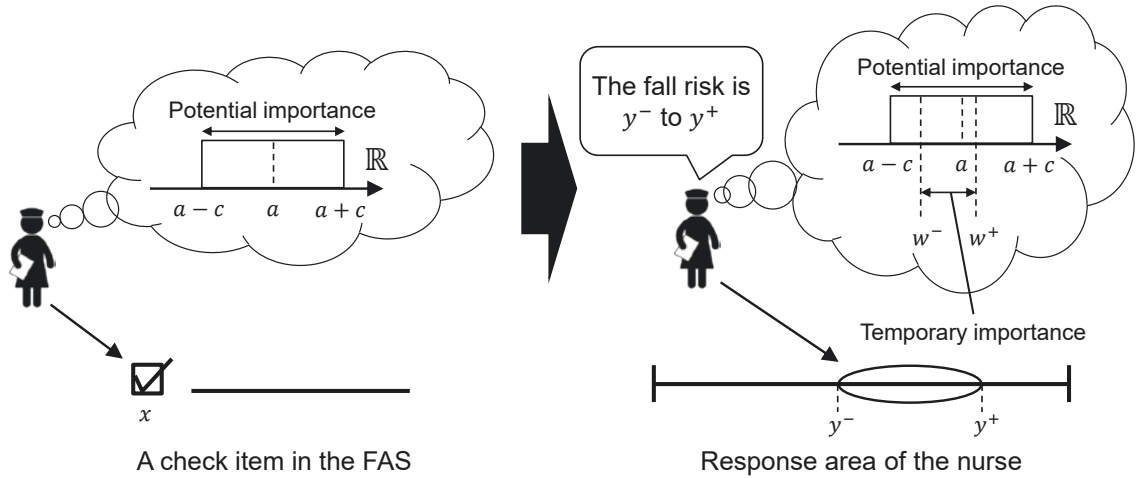 Potential importance
ℝ
a − c
a
a + c
x
A check item in the FAS
The fall risk is
y⁻ to y⁺
Potential importance
ℝ
a − c
a
a + c
w⁻
w⁺
Temporary importance
y⁻
y⁺
Response area of the nurse